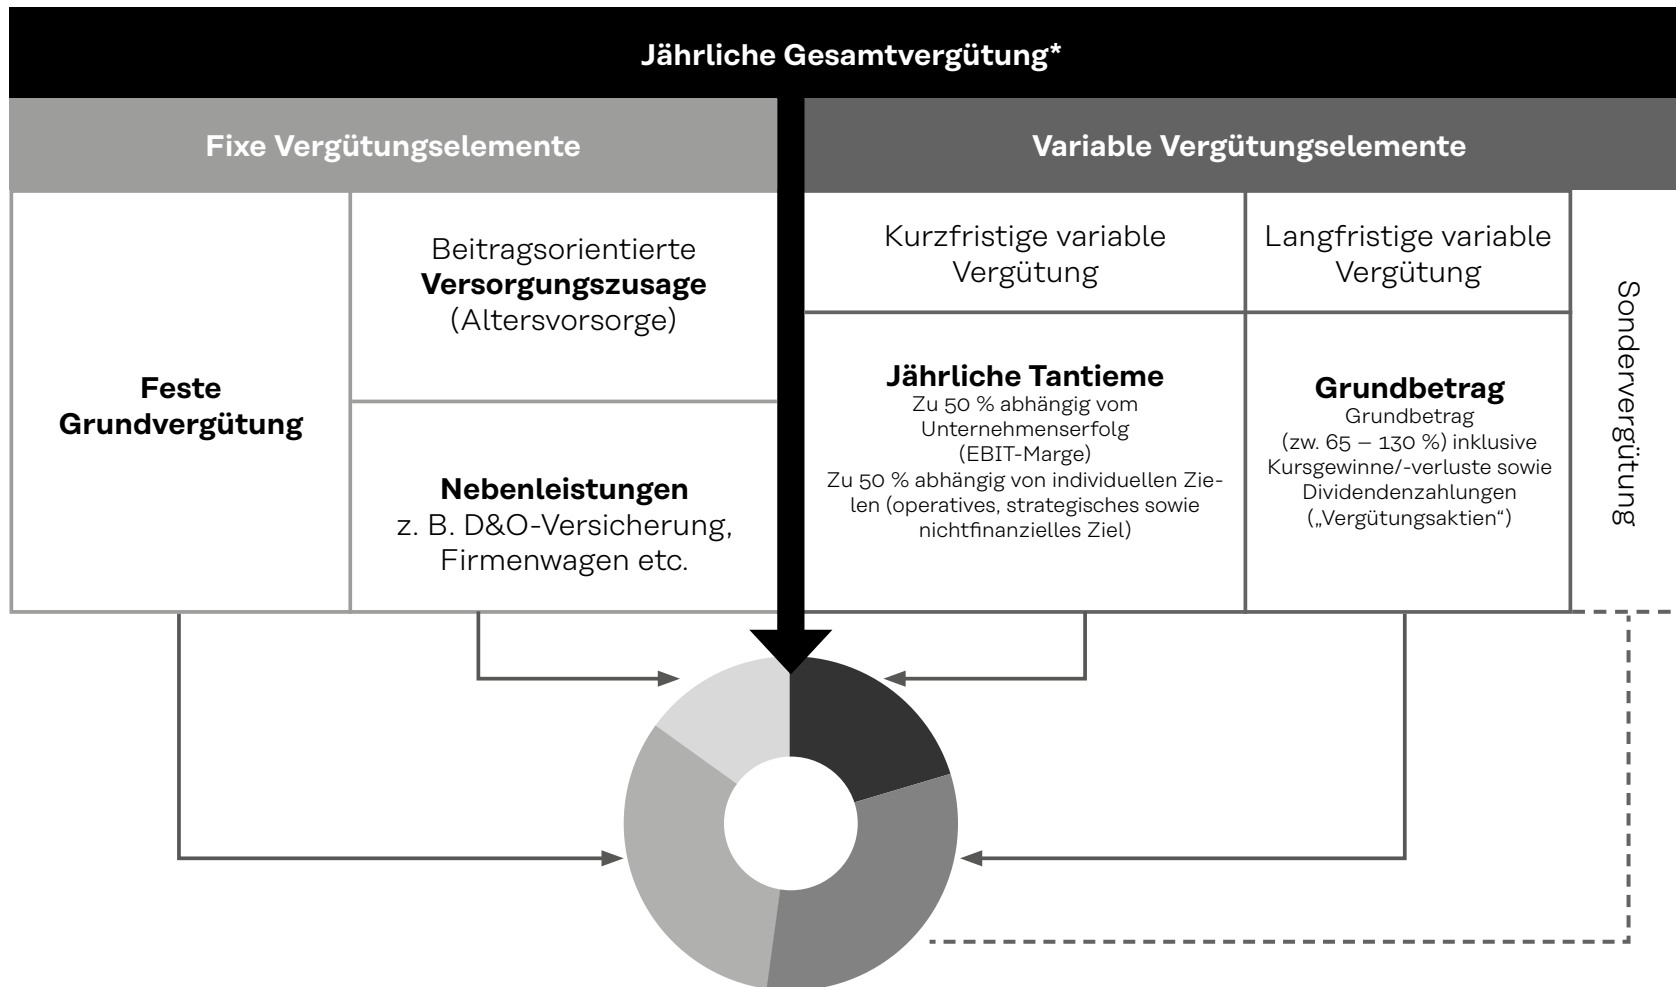 Jährliche Gesamtvergütung*
Fixe Vergütungselemente
Variable Vergütungselemente
Feste
Grundvergütung
Beitragsorientierte
Versorgungszusage
(Altersvorsorge)
Nebenleistungen
z. B. D&O-Versicherung,
Firmenwagen etc.
Kurzfristige variable
Vergütung
Jährliche Tantieme
Zu 50 % abhängig vom
Unternehmenserfolg
(EBIT-Marge)
Zu 50 % abhängig von individuellen Zie-
len (operatives, strategisches sowie
nichtfinanzielles Ziel)
Langfristige variable
Vergütung
Grundbetrag
Grundbetrag
(zw. 65 – 130 %) inklusive
Kursgewinne/-verluste sowie
Dividendenzahlungen
(„Vergütungsaktien“)
Sondervergütung